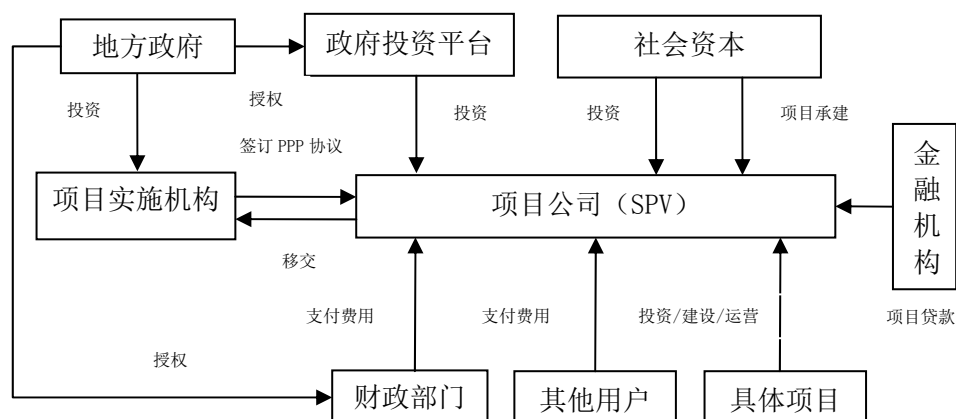 地方政府
政府投资平台
社会资本
投资
授权
投资
投资
项目承建
签订 PPP 协议
项目实施机构
项目公司（SPV）
金融机构
移交
支付费用
支付费用
投资/建设/运营
项目贷款
授权
财政部门
其他用户
具体项目